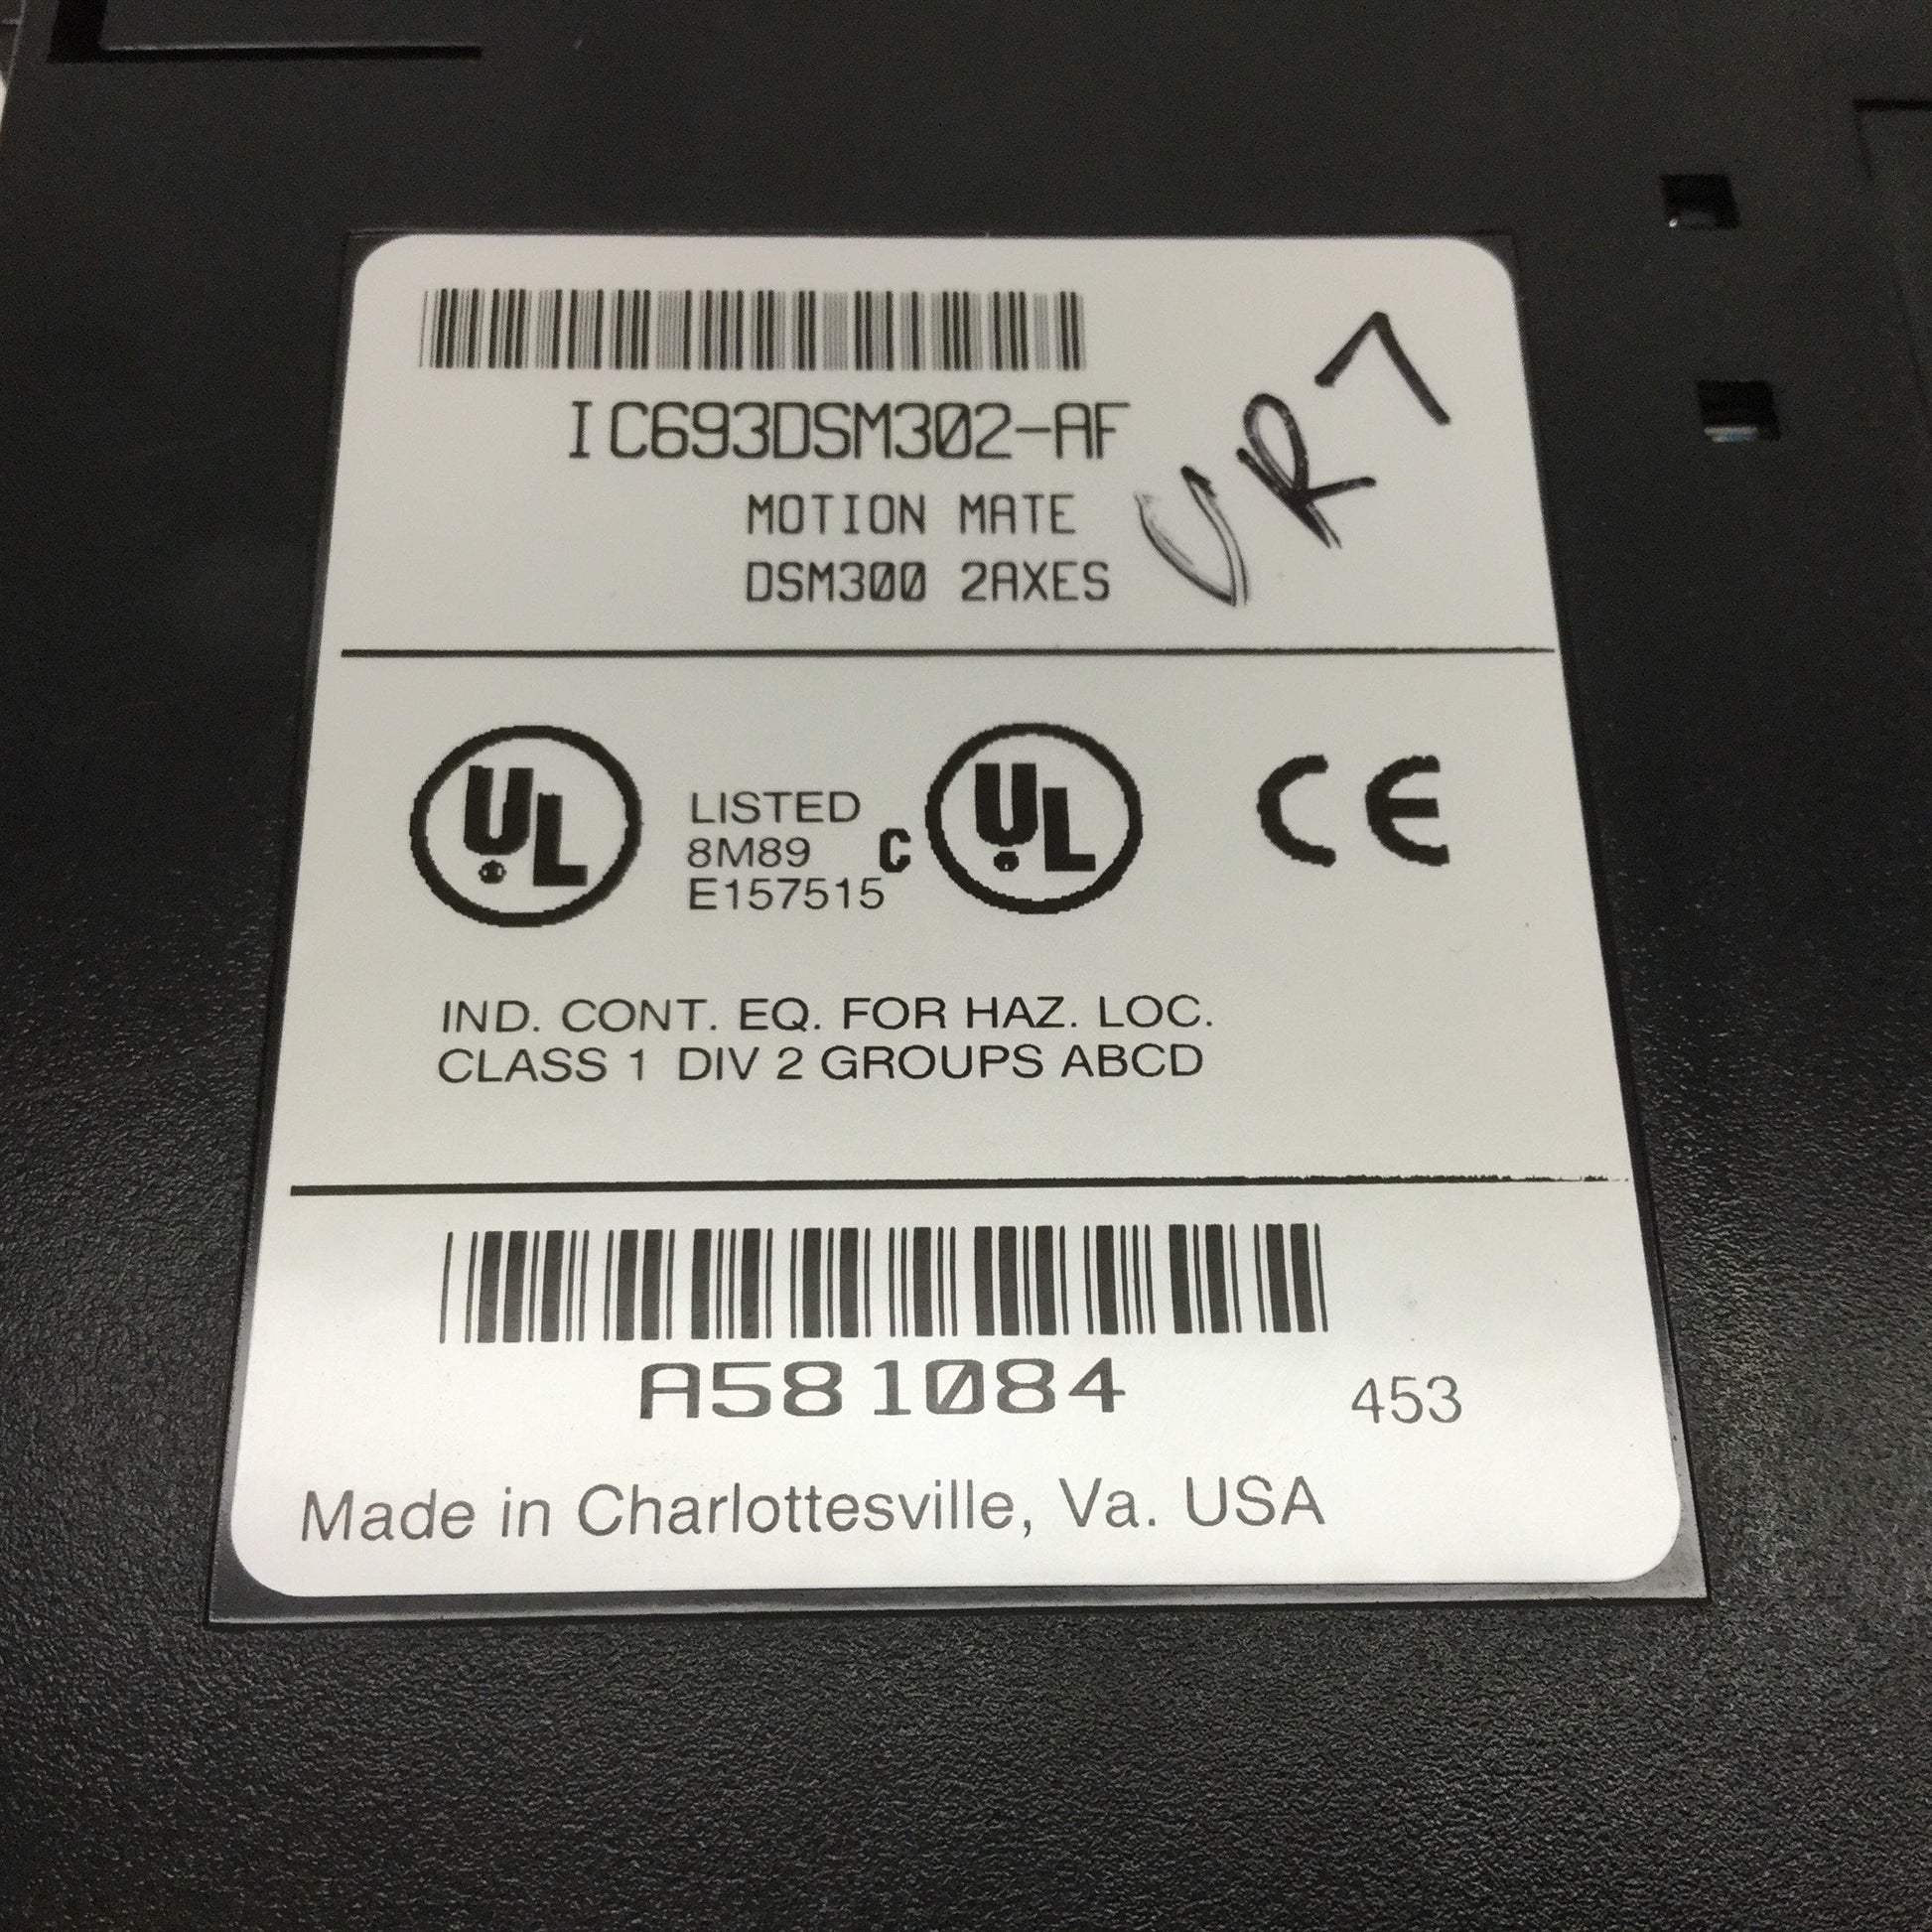 IC693DSM302-AF
MOTION MATE
DSM300 2AXES
VR7
UL
LISTED
8M89
E157515
C UL
CE
IND. CONT. EQ. FOR HAZ. LOC.
CLASS 1 DIV 2 GROUPS ABCD
A581084
453
Made in Charlottesville, Va. USA